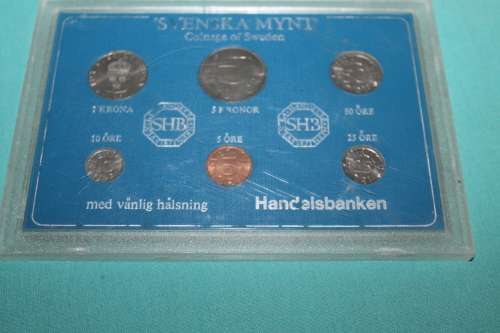 SVENSKA MYNT
Coinage of Sweden
1 KRONA
5 KRONOR
50 ÖRE
SHB
SHB
10 ÖRE
5 ÖRE
25 ÖRE
med vänlig hälsning
Handelsbanken